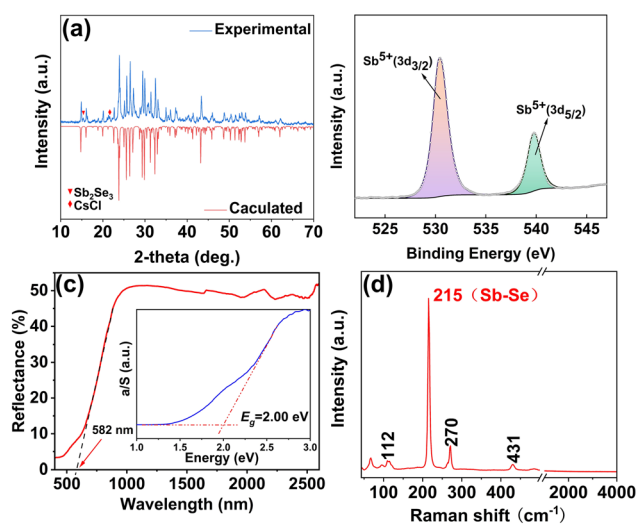 (a)
Experimental
Intensity (a.u.)
Sb2Se3
CsCl
Caculated
10 20 30 40 50 60 70
2-theta (deg.)
Intensity (a.u.)
Sb5+(3d3/2)
Sb5+(3d5/2)
525 530 535 540 545
Binding Energy (eV)
(c)
Reflectance (%)
50
40
30
20
10
0
582 nm
a/S (a.u.)
Eg=2.00 eV
1.0 1.5 2.0 2.5 3.0
Energy (eV)
500 1000 1500 2000 2500
Wavelength (nm)
(d)
215（Sb-Se）
Intensity (a.u.)
112
270
431
150 300 450 2000 4000
Raman shift（cm-1）